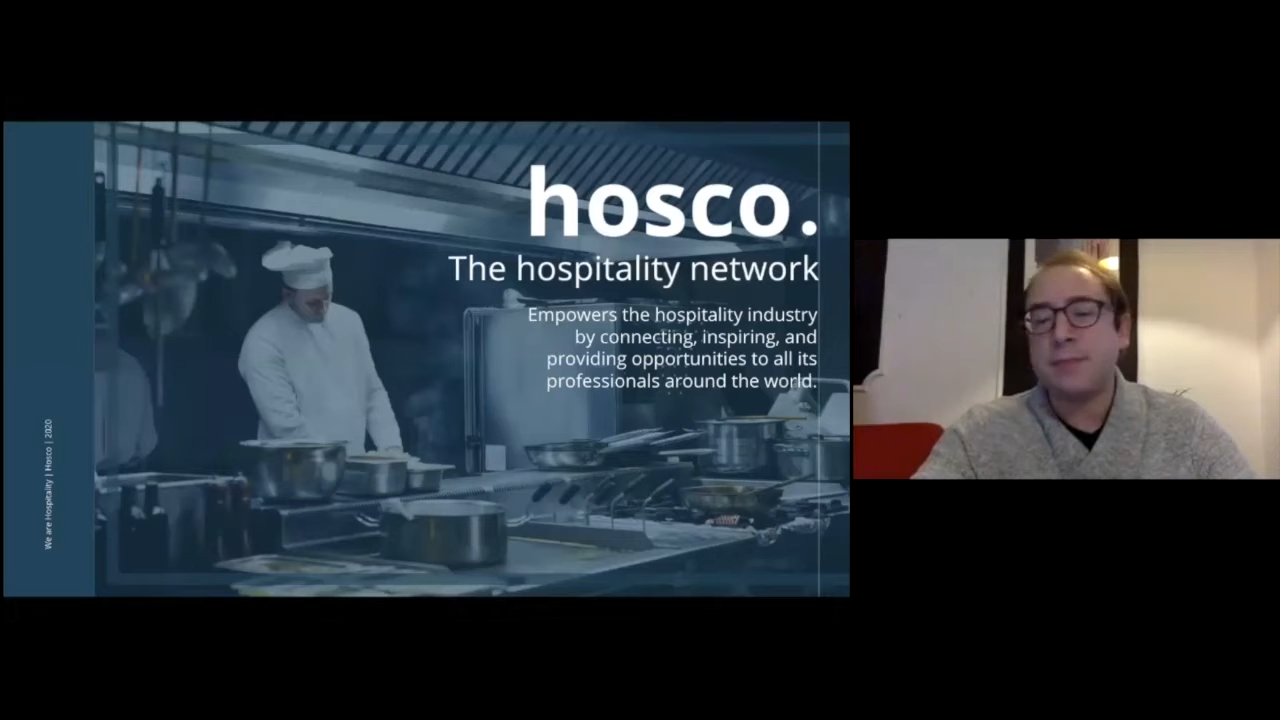 hosco.
The hospitality network
Empowers the hospitality industry
by connecting, inspiring, and
providing opportunities to all its
professionals around the world.
We are Hospitality | Hosco | 2020